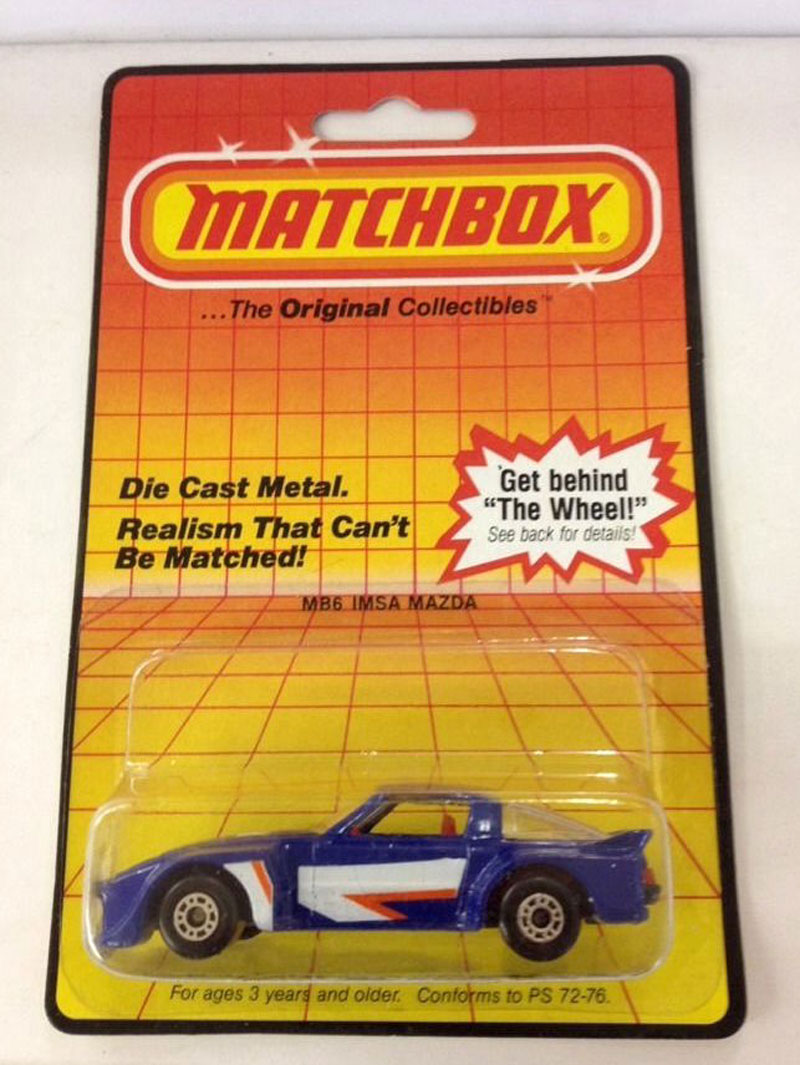 MATCHBOX®
...The Original Collectibles™
Die Cast Metal.
Realism That Can't
Be Matched!
Get behind
“The Wheel!”
See back for details!
MB6 IMSA MAZDA
For ages 3 years and older. Conforms to PS 72-76.